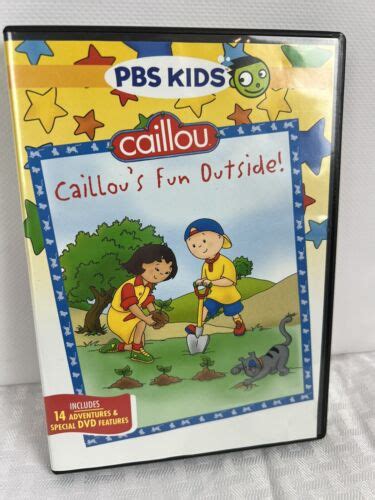 PBS KIDS
caillou
Caillou's Fun Outside!
INCLUDES
14 ADVENTURES &
SPECIAL DVD FEATURES